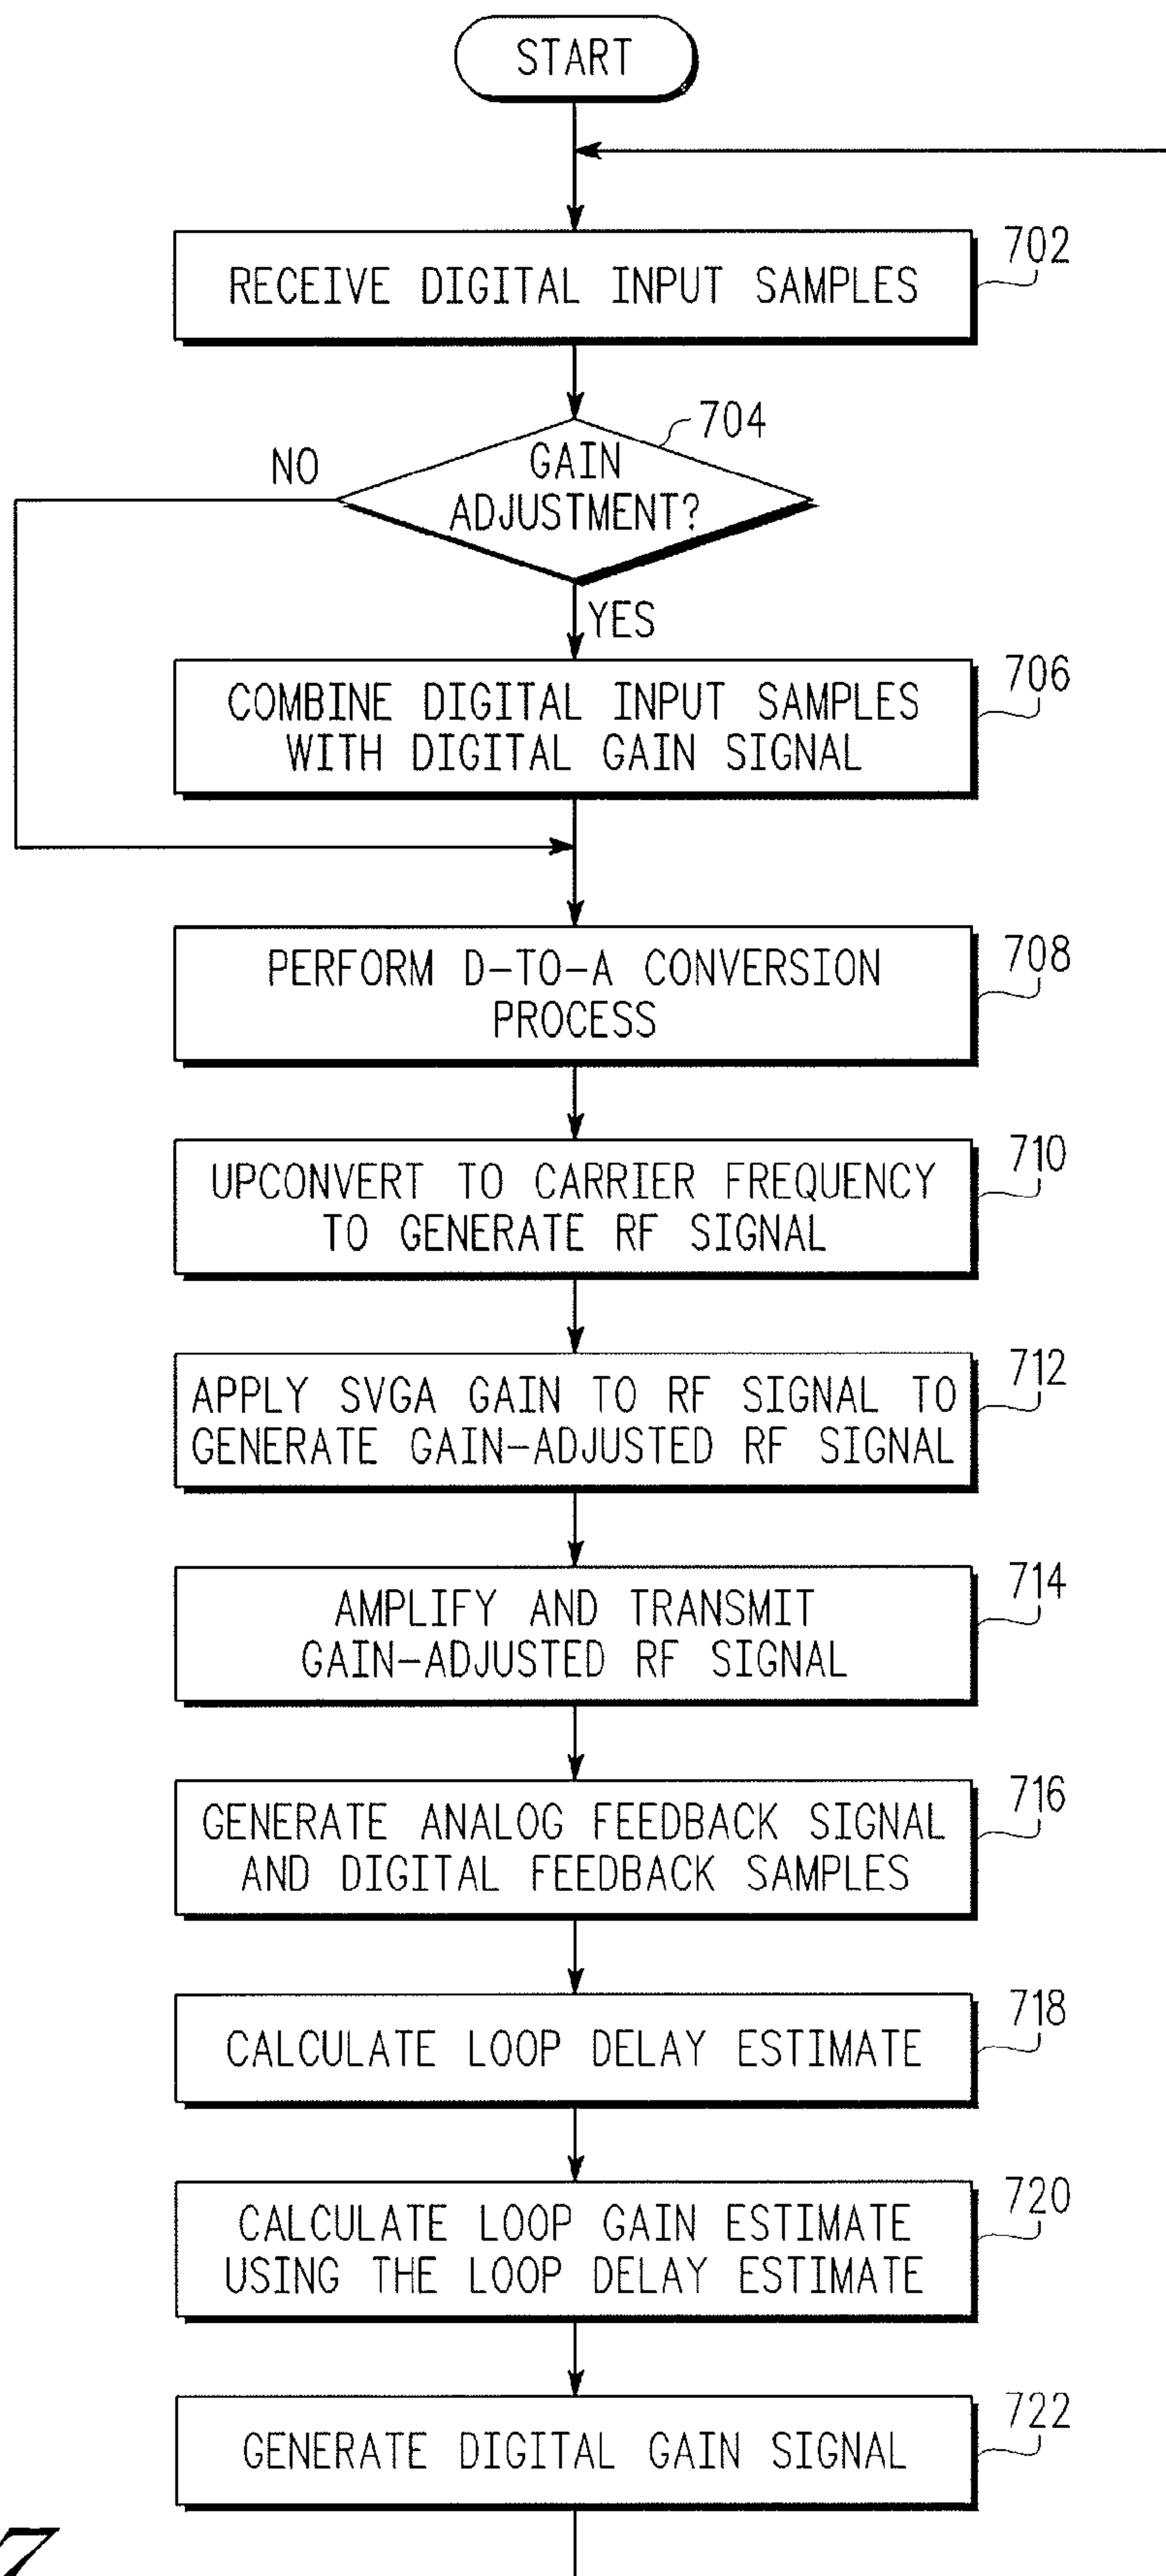 START
RECEIVE DIGITAL INPUT SAMPLES
702
704
GAIN
ADJUSTMENT?
NO
YES
COMBINE DIGITAL INPUT SAMPLES
WITH DIGITAL GAIN SIGNAL
706
PERFORM D-TO-A CONVERSION
PROCESS
708
UPCONVERT TO CARRIER FREQUENCY
TO GENERATE RF SIGNAL
710
APPLY SVGA GAIN TO RF SIGNAL TO
GENERATE GAIN-ADJUSTED RF SIGNAL
712
AMPLIFY AND TRANSMIT
GAIN-ADJUSTED RF SIGNAL
714
GENERATE ANALOG FEEDBACK SIGNAL
AND DIGITAL FEEDBACK SAMPLES
716
CALCULATE LOOP DELAY ESTIMATE
718
CALCULATE LOOP GAIN ESTIMATE
USING THE LOOP DELAY ESTIMATE
720
GENERATE DIGITAL GAIN SIGNAL
722